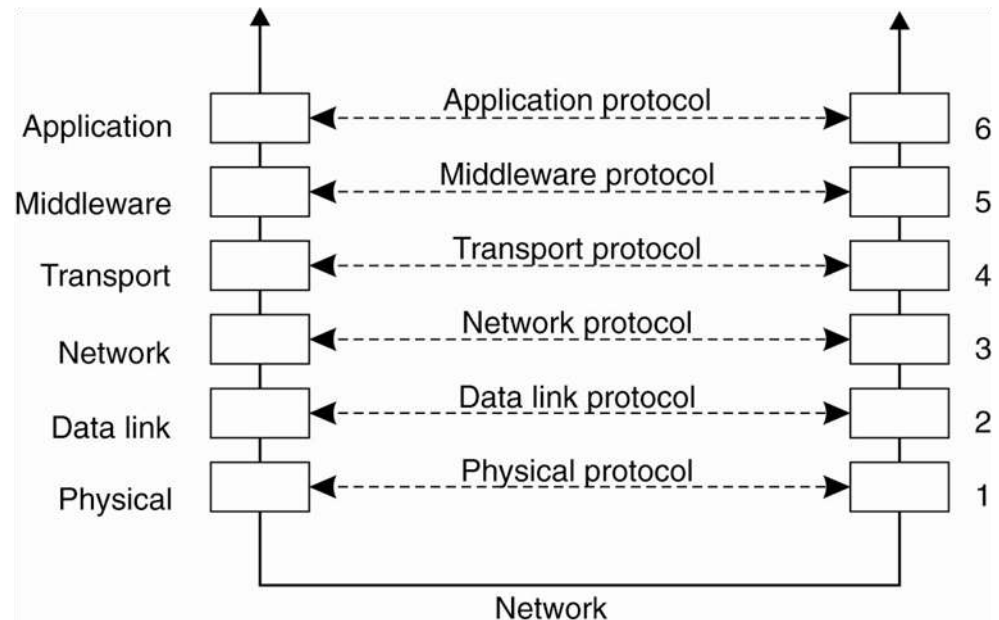 Application
Application protocol
6
Middleware
Middleware protocol
5
Transport
Transport protocol
4
Network
Network protocol
3
Data link
Data link protocol
2
Physical
Physical protocol
1
Network